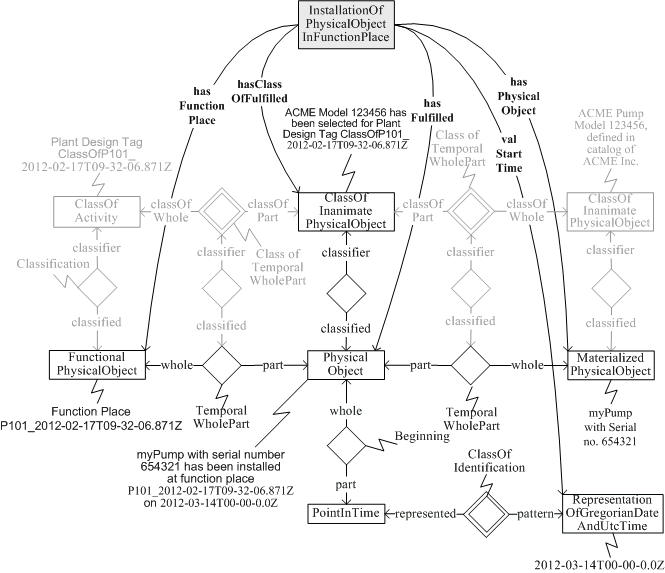 InstallationOf
PhysicalObject
InFunctionPlace
has
Function
Place
hasClass
OfFulfilled
ACME Model 123456 has
been selected for Plant
Design Tag ClassOfP101_
2012-02-17T09-32-06.871Z
has
Fulfilled
has
Physical
Object
val
Start
Time
Plant Design Tag
ClassOfP101_
2012-02-17T09-32-06.871Z
Class of
Temporal
WholePart
ACME Pump
Model 123456,
defined in
catalog of
ACME Inc.
ClassOf
Activity
classOf
Whole
classOf
Part
ClassOf
Inanimate
PhysicalObject
classOf
Part
classOf
Whole
ClassOf
Inanimate
PhysicalObject
classifier
Classification
classified
classifier
Class of
Temporal
WholePart
classified
classifier
classified
classifier
classified
classifier
classified
Functional
PhysicalObject
whole
part
Physical
Object
part
whole
Materialized
PhysicalObject
Function Place
P101_2012-02-17T09-32-06.871Z
Temporal
WholePart
whole
Temporal
WholePart
myPump
with Serial
no. 654321
myPump with serial number
654321 has been installed
at function place
P101_2012-02-17T09-32-06.871Z
on 2012-03-14T00-00-0.0Z
Beginning
part
ClassOf
Identification
PointInTime
represented
pattern
Representation
OfGregorianDate
AndUtcTime
2012-03-14T00-00-0.0Z